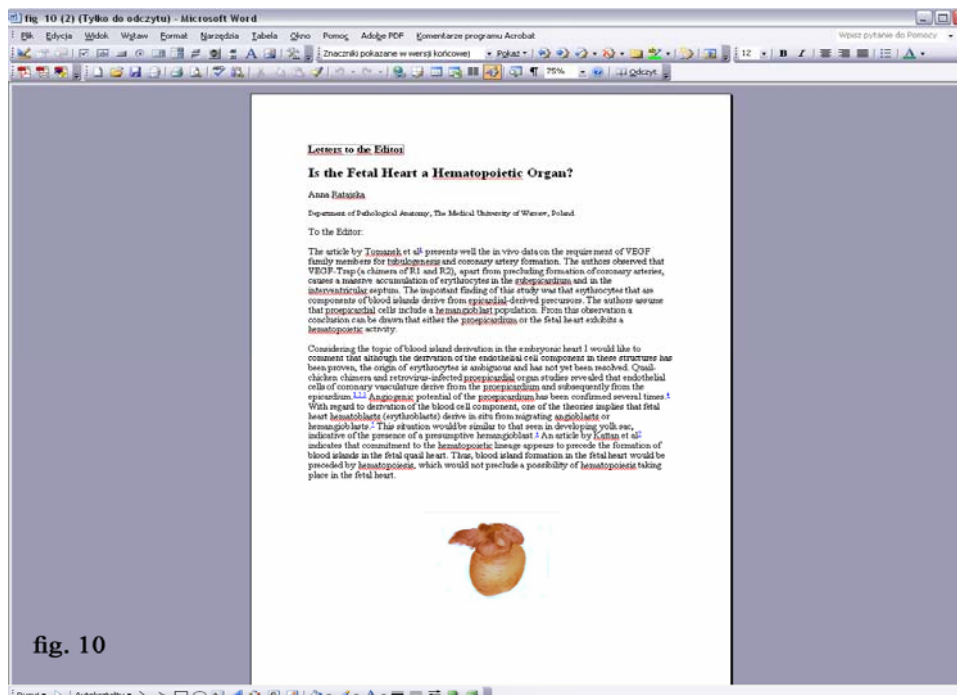 fig 10 (2) (Tylko do odczytu) - Microsoft Word
Plik Edycja Widok Wstaw Format Narzędzia Tabela Okno Pomoc Adobe PDF Komentarze programu Acrobat Wpisz pytanie do Pomocy
Znaczniki pokazane w wersji końcowej Pokaż 12 B I A
75% Odczyt
Letters to the Editor
Is the Fetal Heart a Hematopoietic Organ?
Anna Ratajska
Department of Pathological Anatomy, The Medical University of Warsaw, Poland
To the Editor:
The article by Tomanek et al presents well the in vivo data on the requirement of VEGF
family members for tubulogenesis and coronary artery formation. The authors observed that
VEGF-Trap (a chimera of R1 and R2), apart from precluding formation of coronary arteries,
causes a massive accumulation of erythrocytes in the subepicardium and in the
interventricular septum. The important finding of this study was that erythrocytes that are
components of blood islands derive from epicardial-derived precursors. The authors assume
that proepicardial cells include a hemangioblast population. From this observation a
conclusion can be drawn that either the proepicardium or the fetal heart exhibits a
hematopoietic activity.
Considering the topic of blood island derivation in the embryonic heart I would like to
comment that although the derivation of the endothelial cell component in these structures has
been proven, the origin of erythrocytes is ambiguous and has not yet been resolved. Quail-
chicken chimera and retrovirus-infected proepicardial organ studies revealed that endothelial
cells of coronary vasculature derive from the proepicardium and subsequently from the
epicardium. Angiogenic potential of the proepicardium has been confirmed several times.
With regard to derivation of the blood cell component, one of the theories implies that fetal
heart hematoblasts (erythroblasts) derive in situ from migrating angioblasts or
hemangioblasts. This situation would be similar to that seen in developing yolk sac,
indicative of the presence of a presumptive hemangioblast. An article by Kattan et al
indicates that commitment to the hematopoietic lineage appears to precede the formation of
blood islands in the fetal quail heart. Thus, blood island formation in the fetal heart would be
preceded by hematopoiesis, which would not preclude a possibility of hematopoiesis taking
place in the fetal heart.
fig. 10